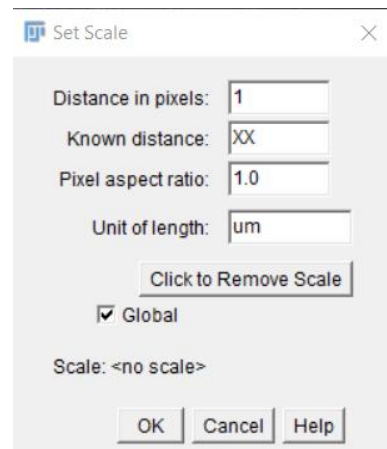 Set Scale
Distance in pixels: 1
Known distance: XX
Pixel aspect ratio: 1.0
Unit of length: um
Click to Remove Scale
Global
Scale: <no scale>
OK Cancel Help